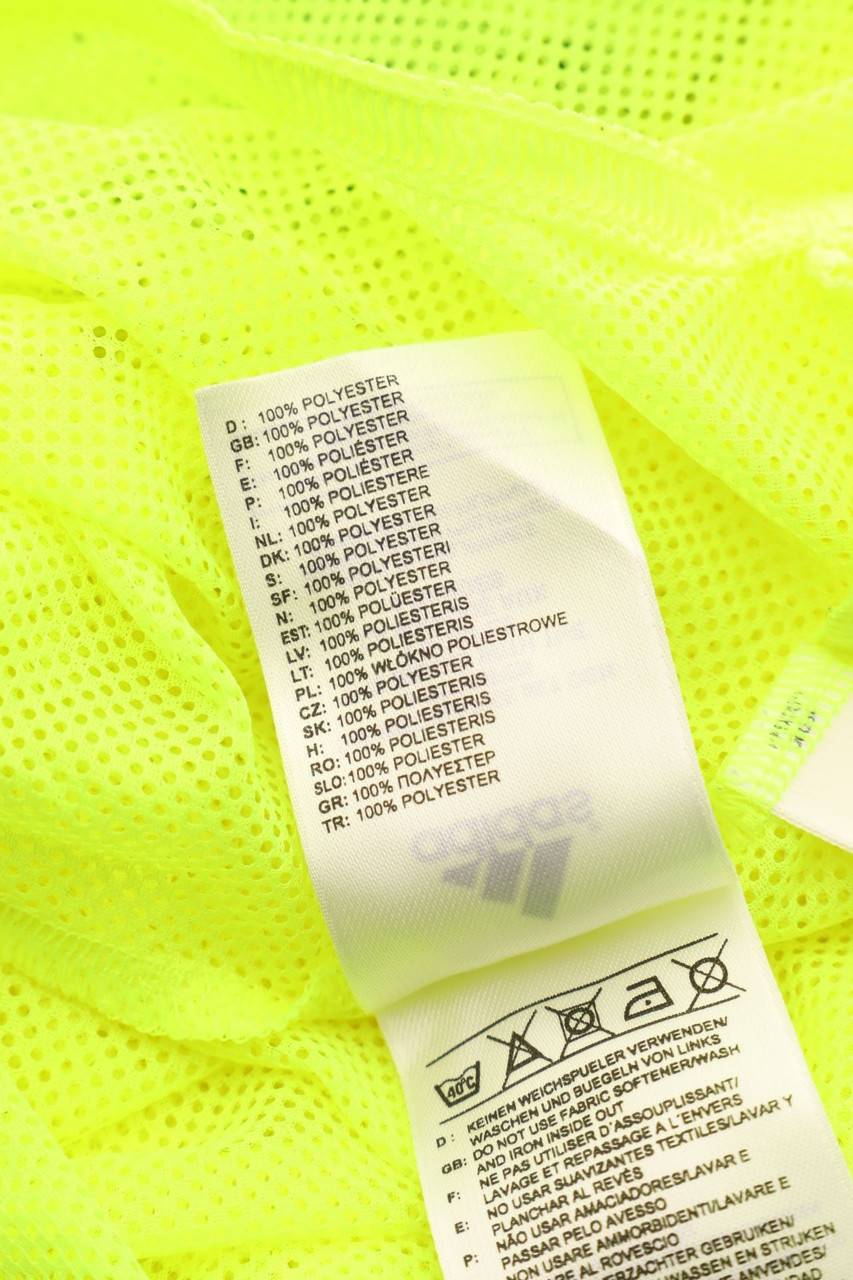 D: 100% POLYESTER
GB: 100% POLYESTER
F: 100% POLYESTER
E: 100% POLIÉSTER
P: 100% POLIÉSTER
I: 100% POLIESTERE
NL: 100% POLYESTER
DK: 100% POLYESTER
S: 100% POLYESTER
SF: 100% POLYESTERI
N: 100% POLYESTER
EST: 100% POLÜESTER
LV: 100% POLIESTERIS
LT: 100% POLIESTERIS
PL: 100% WŁÓKNO POLIESTROWE
CZ: 100% POLYESTER
SK: 100% POLIESTERIS
H: 100% POLIESTERIS
RO: 100% POLIESTERIS
SLO: 100% POLIESTER
GR: 100% ΠΟΛΥΕΣΤΕΡ
TR: 100% POLYESTER
adidas
40°C
D: KEINEN WEICHSPUELER VERWENDEN/
WASCHEN UND BUEGELN VON LINKS
GB: DO NOT USE FABRIC SOFTENER/WASH
AND IRON INSIDE OUT
F: NE PAS UTILISER D'ASSOUPLISSANT/
LAVAGE ET REPASSAGE A L'ENVERS
E: NO USAR SUAVIZANTES TEXTILES/LAVAR Y
PLANCHAR AL REVÉS
P: NÃO USAR AMACIADORES/LAVAR E
PASSAR PELO AVESSO
NON USARE AMMORBIDENTI/LAVARE E
AL ROVESCIO
GEBRUIKEN/
EN STRIJKEN
ANVENDES/